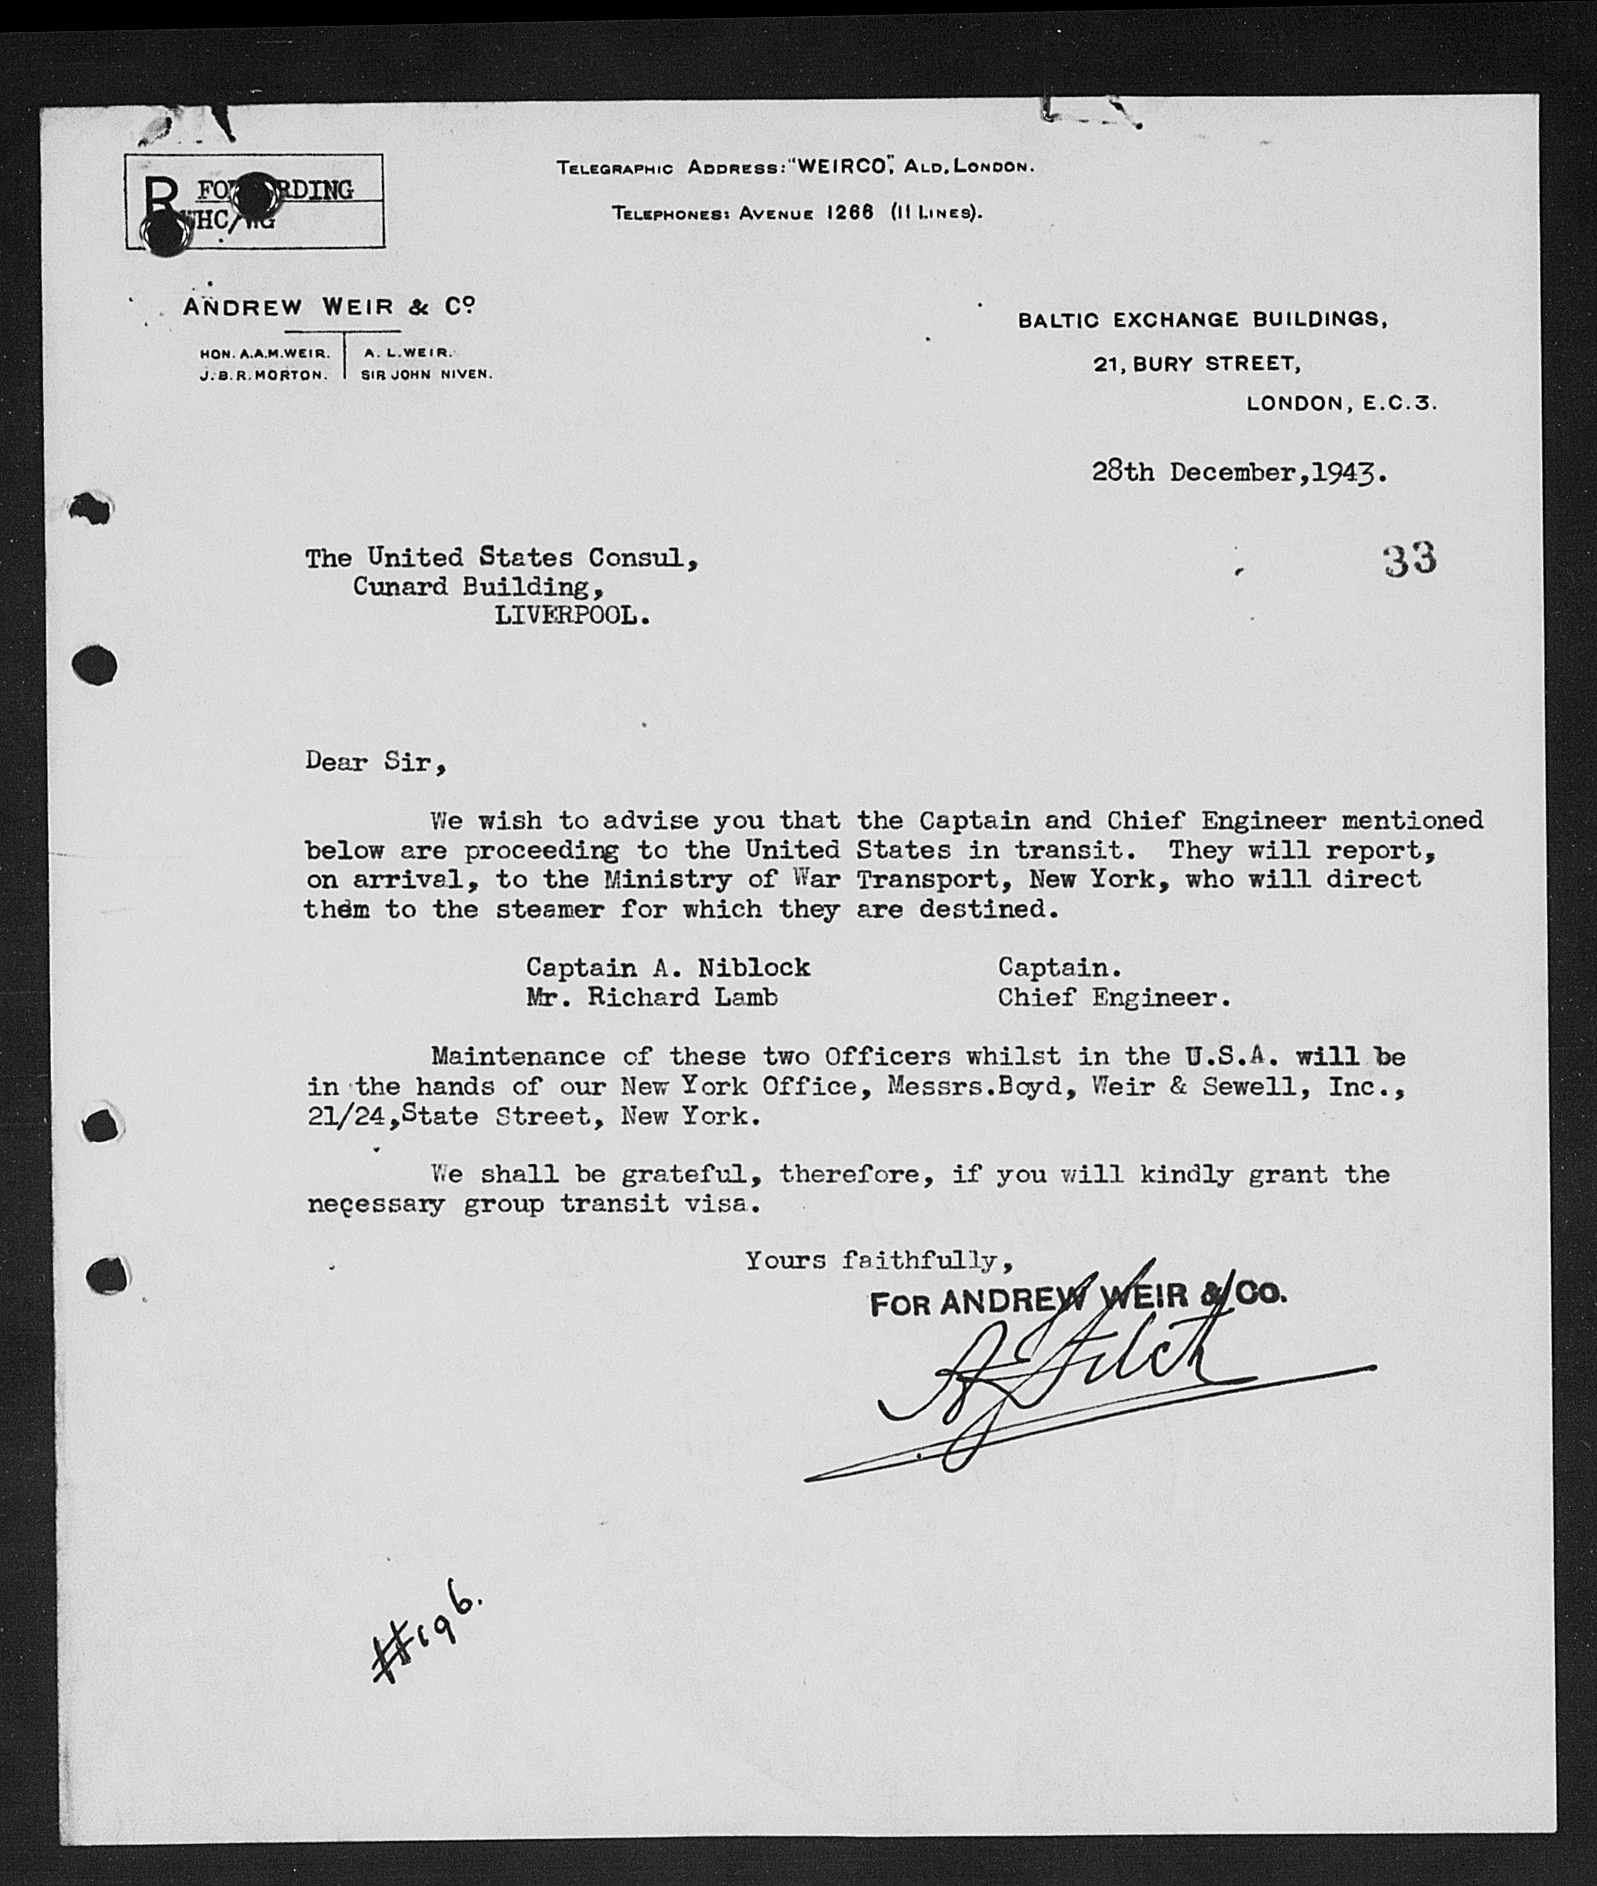 TELEGRAPHIC ADDRESS: "WEIRCO", ALD, LONDON.
TELEPHONES: AVENUE 1266 (11 LINES).
R
HC/
ANDREW WEIR & Co.
HON. A.A.M. WEIR. A. L. WEIR.
J. B. R. MORTON. SIR JOHN NIVEN.
BALTIC EXCHANGE BUILDINGS,
21, BURY STREET,
LONDON, E.C.3.
28th December,1943.
33
The United States Consul,
Cunard Building,
LIVERPOOL.
Dear Sir,
We wish to advise you that the Captain and Chief Engineer mentioned
below are proceeding to the United States in transit. They will report,
on arrival, to the Ministry of War Transport, New York, who will direct
them to the steamer for which they are destined.
Captain A. Niblock Captain.
Mr. Richard Lamb Chief Engineer.
Maintenance of these two Officers whilst in the U.S.A. will be
in the hands of our New York Office, Messrs.Boyd, Weir & Sewell, Inc.,
21/24,State Street, New York.
We shall be grateful, therefore, if you will kindly grant the
necessary group transit visa.
Yours faithfully,
FOR ANDREW WEIR & CO.
#196.